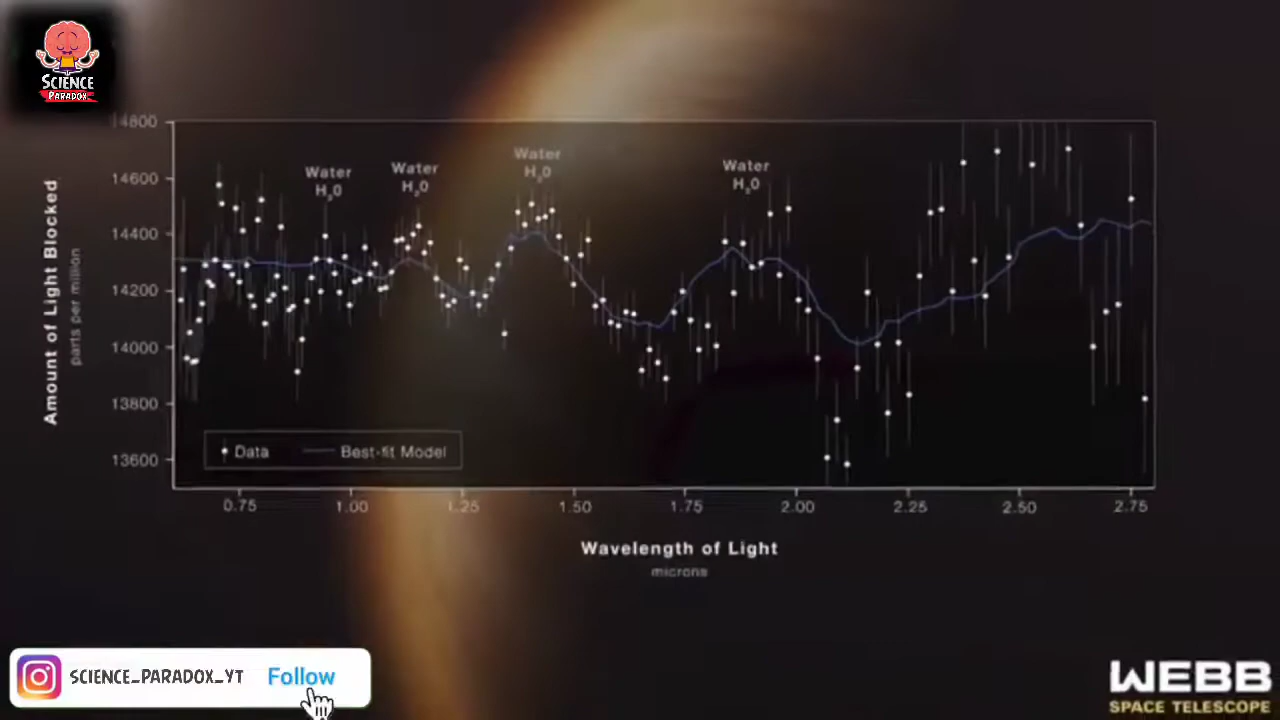 SCIENCE
PARADOX
Amount of Light Blocked
parts per million
14800
14600
14400
14200
14000
13800
13600
Water
H₂O
Water
H₂O
Water
H₂O
Water
H₂O
Data
Best-fit Model
0.75
1.00
1.25
1.50
1.75
2.00
2.25
2.50
2.75
Wavelength of Light
microns
SCIENCE_PARADOX_YT
Follow
WEBB
SPACE TELESCOPE